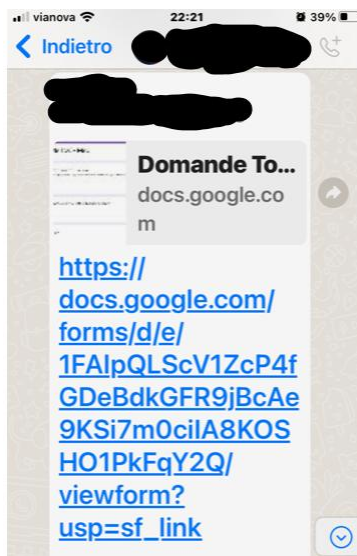 vianova 22:21 39%
Indietro
Domande To...
docs.google.co
m
https://
docs.google.com/
forms/d/e/
1FAIpQLScV1ZcP4f
GDeBdkGFR9jBcAe
9KSi7m0cilA8KOS
HO1PkFqY2Q/
viewform?
usp=sf_link